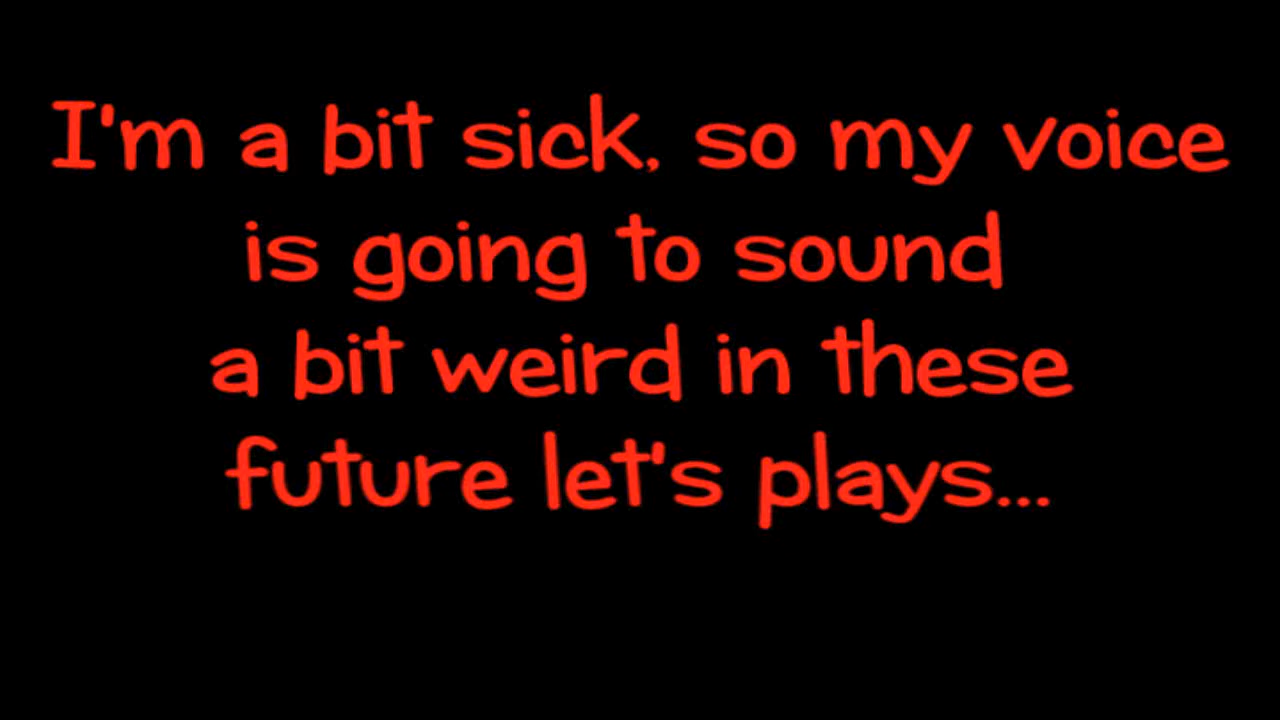 I'm a bit sick, so my voice
is going to sound
a bit weird in these
future let's plays...